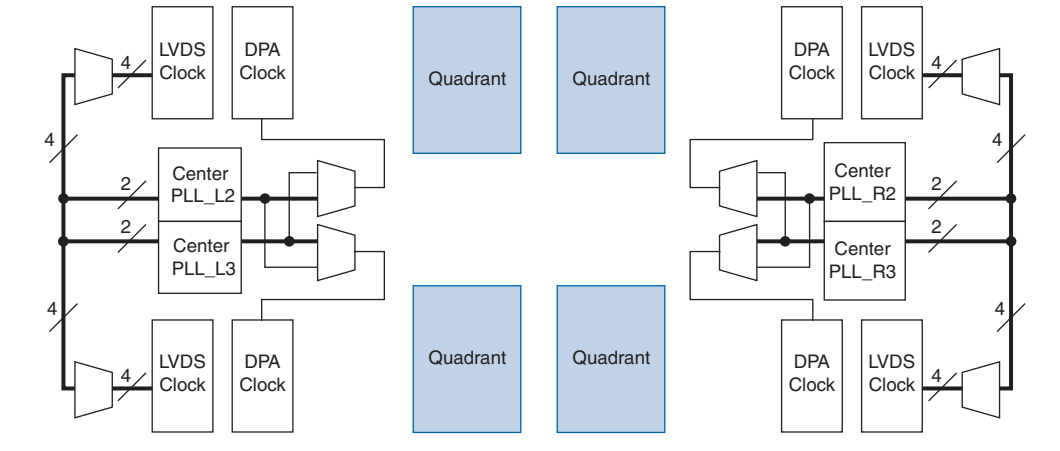 LVDS
Clock
DPA
Clock
Quadrant
Quadrant
DPA
Clock
LVDS
Clock
4
4
4
4
Center
PLL_L2
2
Center
PLL_R2
2
Center
PLL_L3
2
Center
PLL_R3
2
4
4
LVDS
Clock
DPA
Clock
Quadrant
Quadrant
DPA
Clock
LVDS
Clock
4
4